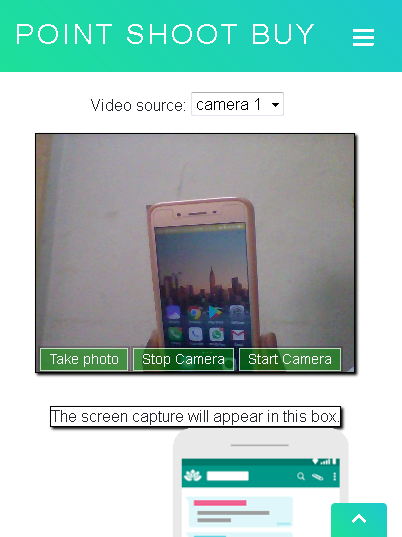 POINT SHOOT BUY
Video source: camera 1
Take photo Stop Camera Start Camera
The screen capture will appear in this box.